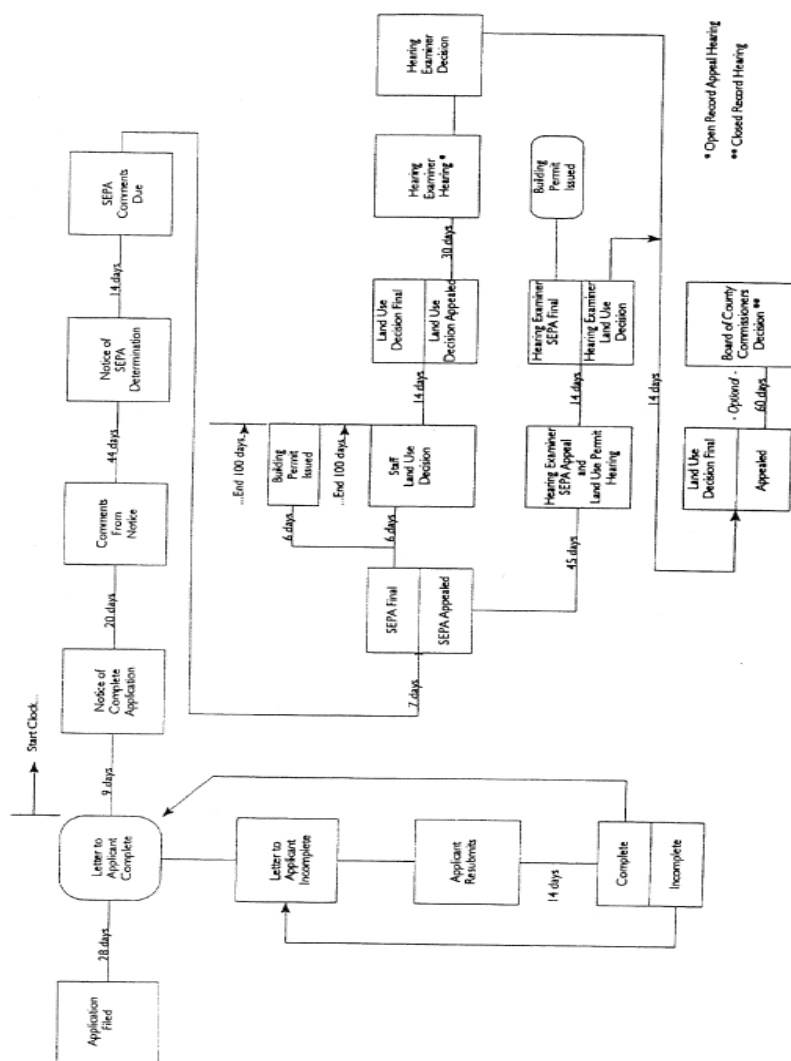 Application
Filed
28 days
Letter to
Applicant
Complete
Start Clock...
9 days
Notice of
Complete
Application
20 days
Comments
From
Notice
44 days
Notice of
SEPA
Determination
14 days
SEPA
Comments
Due
Letter to
Applicant
Incomplete
Applicant
Resubmits
14 days
Complete
Incomplete
7 days
SEPA Final
SEPA Appealed
6 days
Building
Permit
Issued
...End 100 days
6 days
Staff
Land Use
Decision
...End 100 days
14 days
Land Use
Decision Final
Land Use
Decision Appealed
30 days
Hearing
Examiner
Hearing *
Hearing
Examiner
Decision
45 days
Hearing Examiner
SEPA Appeal
and
Land Use Permit
Hearing
14 days
Hearing Examiner
SEPA Final
Hearing Examiner
Land Use
Decision
Building
Permit
Issued
14 days
Land Use
Decision Final
Appealed
- Optional -
60 days
Board of County
Commissioners
Decision **
* Open Record Appeal Hearing
** Closed Record Hearing